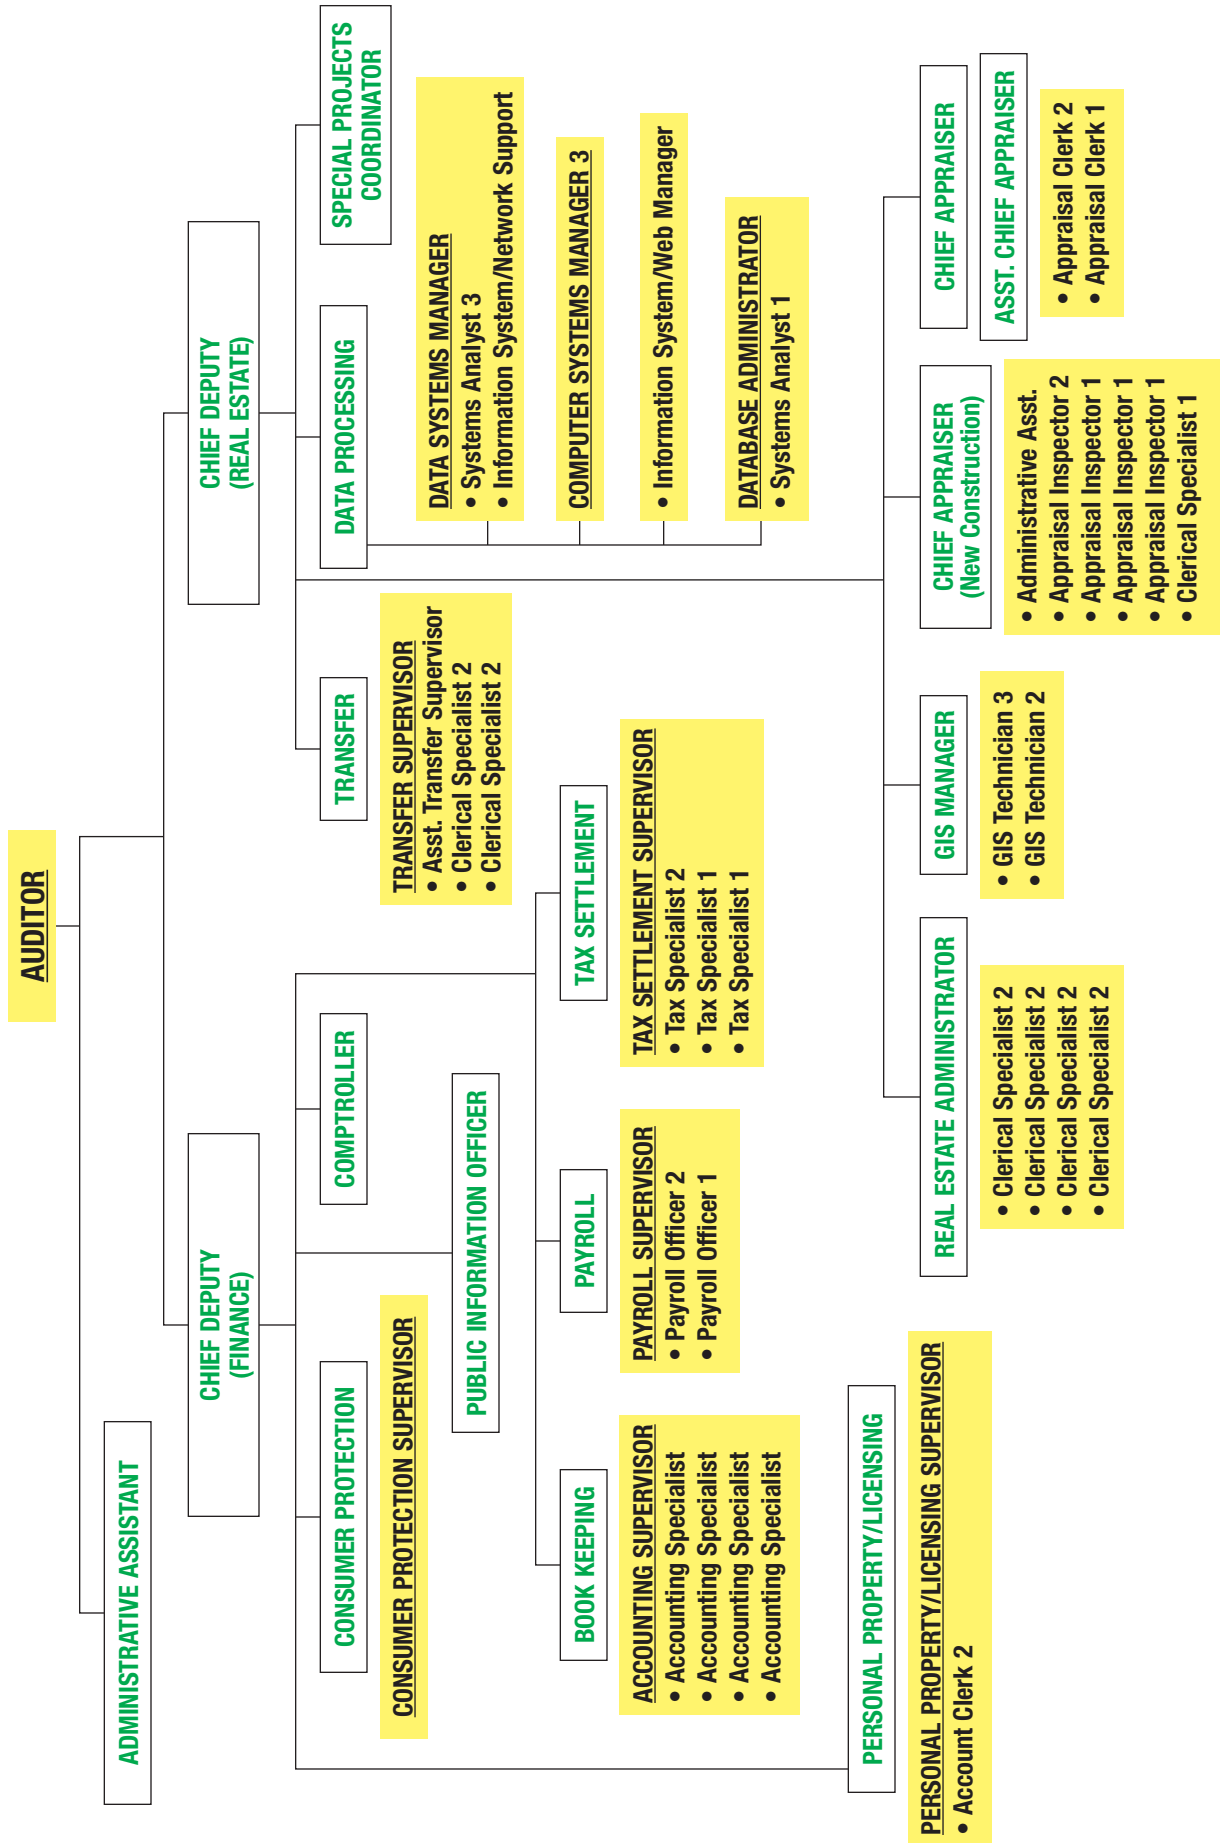 AUDITOR
ADMINISTRATIVE ASSISTANT
CHIEF DEPUTY
(FINANCE)
CHIEF DEPUTY
(REAL ESTATE)
CONSUMER PROTECTION
CONSUMER PROTECTION SUPERVISOR
COMPTROLLER
PUBLIC INFORMATION OFFICER
BOOK KEEPING
ACCOUNTING SUPERVISOR
• Accounting Specialist
• Accounting Specialist
• Accounting Specialist
• Accounting Specialist
PAYROLL
PAYROLL SUPERVISOR
• Payroll Officer 2
• Payroll Officer 1
TAX SETTLEMENT
TAX SETTLEMENT SUPERVISOR
• Tax Specialist 2
• Tax Specialist 1
• Tax Specialist 1
PERSONAL PROPERTY/LICENSING
PERSONAL PROPERTY/LICENSING SUPERVISOR
• Account Clerk 2
TRANSFER
TRANSFER SUPERVISOR
• Asst. Transfer Supervisor
• Clerical Specialist 2
• Clerical Specialist 2
DATA PROCESSING
DATA SYSTEMS MANAGER
• Systems Analyst 3
• Information System/Network Support
COMPUTER SYSTEMS MANAGER 3
• Information System/Web Manager
DATABASE ADMINISTRATOR
• Systems Analyst 1
SPECIAL PROJECTS
COORDINATOR
REAL ESTATE ADMINISTRATOR
• Clerical Specialist 2
• Clerical Specialist 2
• Clerical Specialist 2
• Clerical Specialist 2
GIS MANAGER
• GIS Technician 3
• GIS Technician 2
CHIEF APPRAISER
(New Construction)
• Administrative Asst.
• Appraisal Inspector 2
• Appraisal Inspector 1
• Appraisal Inspector 1
• Appraisal Inspector 1
• Clerical Specialist 1
CHIEF APPRAISER
ASST. CHIEF APPRAISER
• Appraisal Clerk 2
• Appraisal Clerk 1